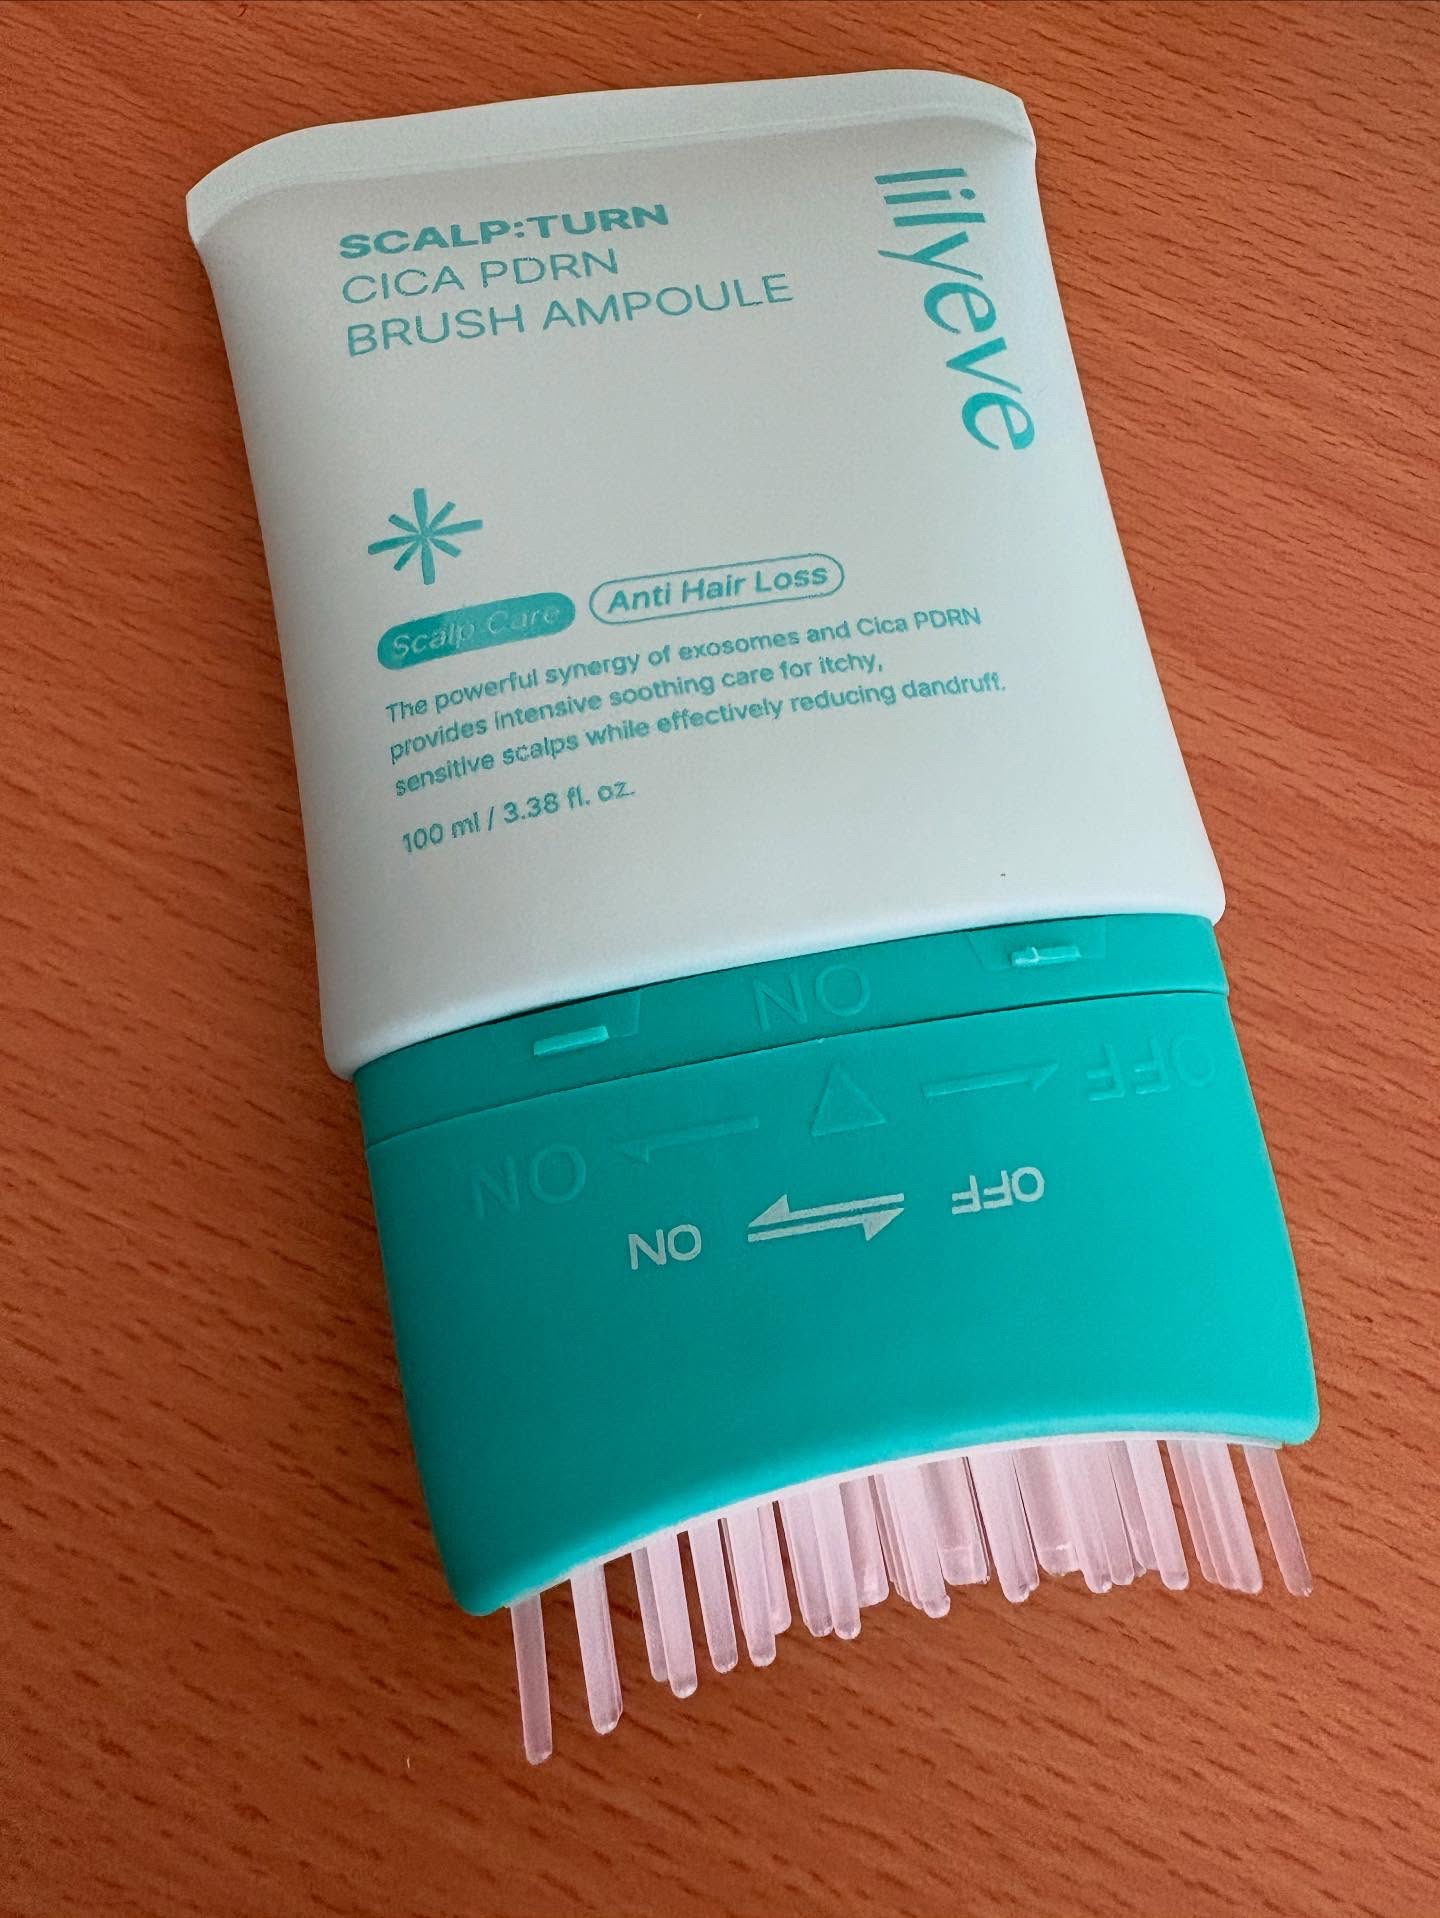 SCALP:TURN
CICA PDRN
BRUSH AMPOULE
lilyeve
Scalp Care
Anti Hair Loss
The powerful synergy of exosomes and Cica PDRN
provides intensive soothing care for itchy,
sensitive scalps while effectively reducing dandruff.
100 ml / 3.38 fl. oz.
ON
OFF
ON
OFF
ON